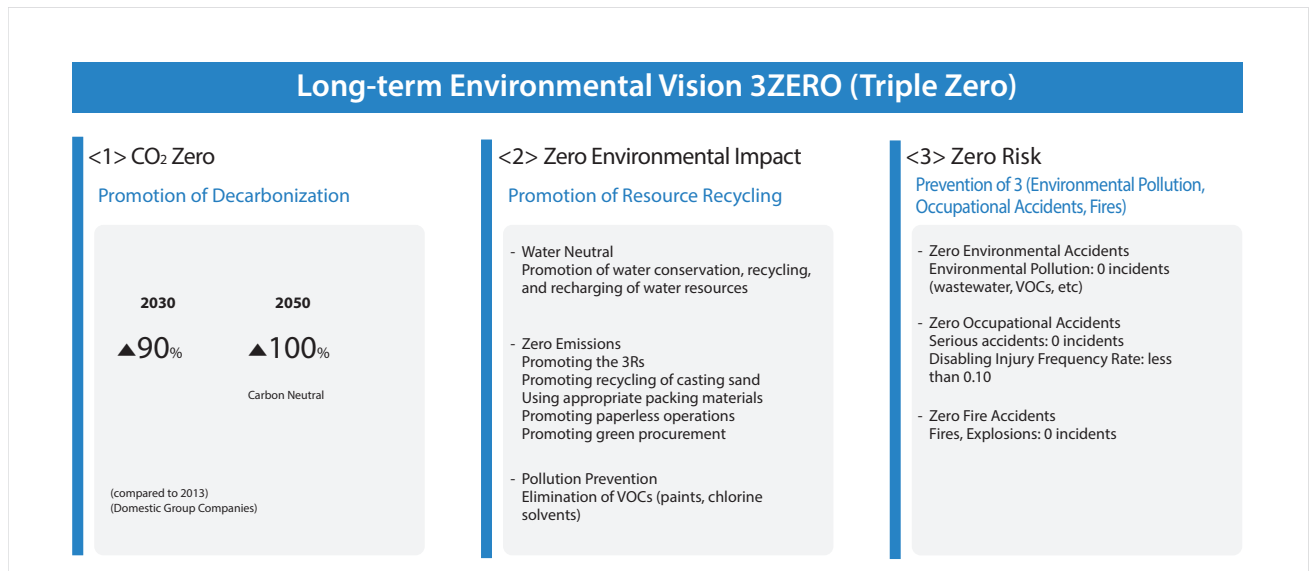 Long-term Environmental Vision 3ZERO (Triple Zero)
<1> CO₂ Zero
Promotion of Decarbonization
2030
2050
▲90%
▲100%
Carbon Neutral
(compared to 2013)
(Domestic Group Companies)
<2> Zero Environmental Impact
Promotion of Resource Recycling
- Water Neutral
Promotion of water conservation, recycling,
and recharging of water resources
- Zero Emissions
Promoting the 3Rs
Promoting recycling of casting sand
Using appropriate packing materials
Promoting paperless operations
Promoting green procurement
- Pollution Prevention
Elimination of VOCs (paints, chlorine
solvents)
<3> Zero Risk
Prevention of 3 (Environmental Pollution,
Occupational Accidents, Fires)
- Zero Environmental Accidents
Environmental Pollution: 0 incidents
(wastewater, VOCs, etc)
- Zero Occupational Accidents
Serious accidents: 0 incidents
Disabling Injury Frequency Rate: less
than 0.10
- Zero Fire Accidents
Fires, Explosions: 0 incidents